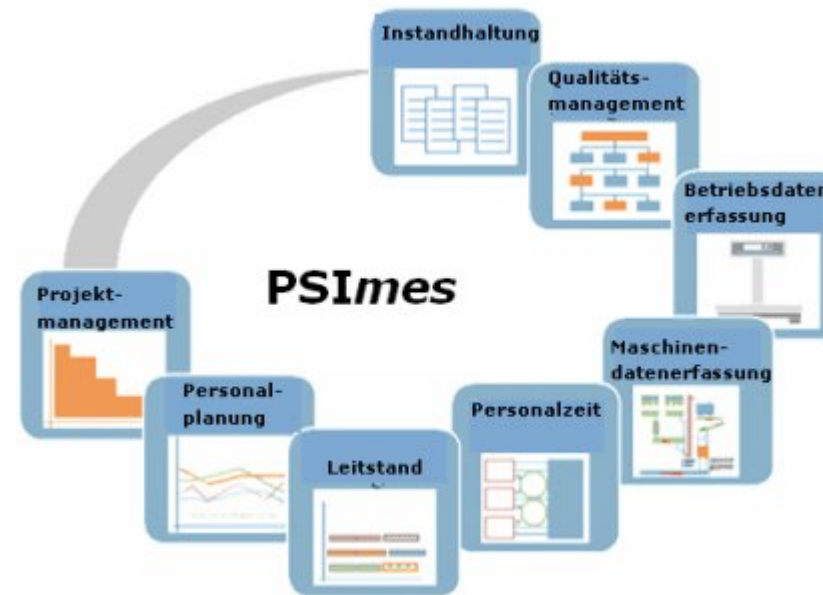 Instandhaltung
Qualitäts-
management
Betriebsdaten
erfassung
PSImes
Projekt-
management
Maschinen-
datenerfassung
Personal-
planung
Personalzeit
Leitstand